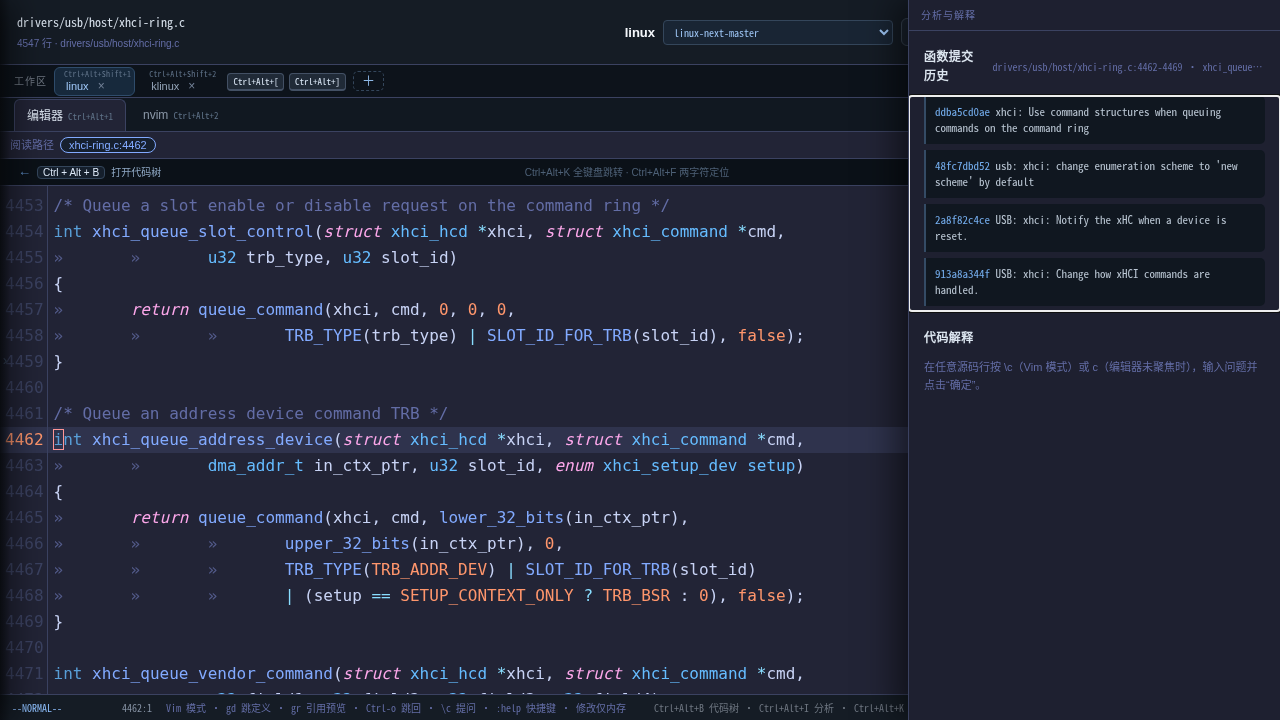 drivers/usb/host/xhci-ring.c
4547 行 · drivers/usb/host/xhci-ring.c
linux linux-next-master
工作区 Ctrl+Alt+Shift+1 linux × Ctrl+Alt+Shift+2 klinux × Ctrl+Alt+[ Ctrl+Alt+] +
编辑器 Ctrl+Alt+1 nvim Ctrl+Alt+2
阅读路径 xhci-ring.c:4462
← Ctrl + Alt + B 打开代码树 Ctrl+Alt+K 全键盘跳转 · Ctrl+Alt+F 两字符定位
4453 /* Queue a slot enable or disable request on the command ring */
4454 int xhci_queue_slot_control(struct xhci_hcd *xhci, struct xhci_command *cmd,
4455 » » u32 trb_type, u32 slot_id)
4456 {
4457 » return queue_command(xhci, cmd, 0, 0, 0,
4458 » » » TRB_TYPE(trb_type) | SLOT_ID_FOR_TRB(slot_id), false);
4459 }
4460
4461 /* Queue an address device command TRB */
4462 int xhci_queue_address_device(struct xhci_hcd *xhci, struct xhci_command *cmd,
4463 » » dma_addr_t in_ctx_ptr, u32 slot_id, enum xhci_setup_dev setup)
4464 {
4465 » return queue_command(xhci, cmd, lower_32_bits(in_ctx_ptr),
4466 » » » upper_32_bits(in_ctx_ptr), 0,
4467 » » » TRB_TYPE(TRB_ADDR_DEV) | SLOT_ID_FOR_TRB(slot_id)
4468 » » » | (setup == SETUP_CONTEXT_ONLY ? TRB_BSR : 0), false);
4469 }
4470
4471 int xhci_queue_vendor_command(struct xhci_hcd *xhci, struct xhci_command *cmd,
--NORMAL-- 4462:1 Vim 模式 · gd 跳定义 · gr 引用预览 · Ctrl-o 跳回 · \c 提问 · :help 快捷键 · 修改仅内存 Ctrl+Alt+B 代码树 · Ctrl+Alt+I 分析 · Ctrl+Alt+K
分析与解释
函数提交历史 drivers/usb/host/xhci-ring.c:4462-4469 · xhci_queue…
ddba5cd0ae xhci: Use command structures when queuing
commands on the command ring
48fc7dbd52 usb: xhci: change enumeration scheme to 'new
scheme' by default
2a8f82c4ce USB: xhci: Notify the xHC when a device is
reset.
913a8a344f USB: xhci: Change how xHCI commands are
handled.
代码解释
在任意源码行按 \c（Vim 模式）或 c（编辑器未聚焦时），输入问题并
点击“确定”。